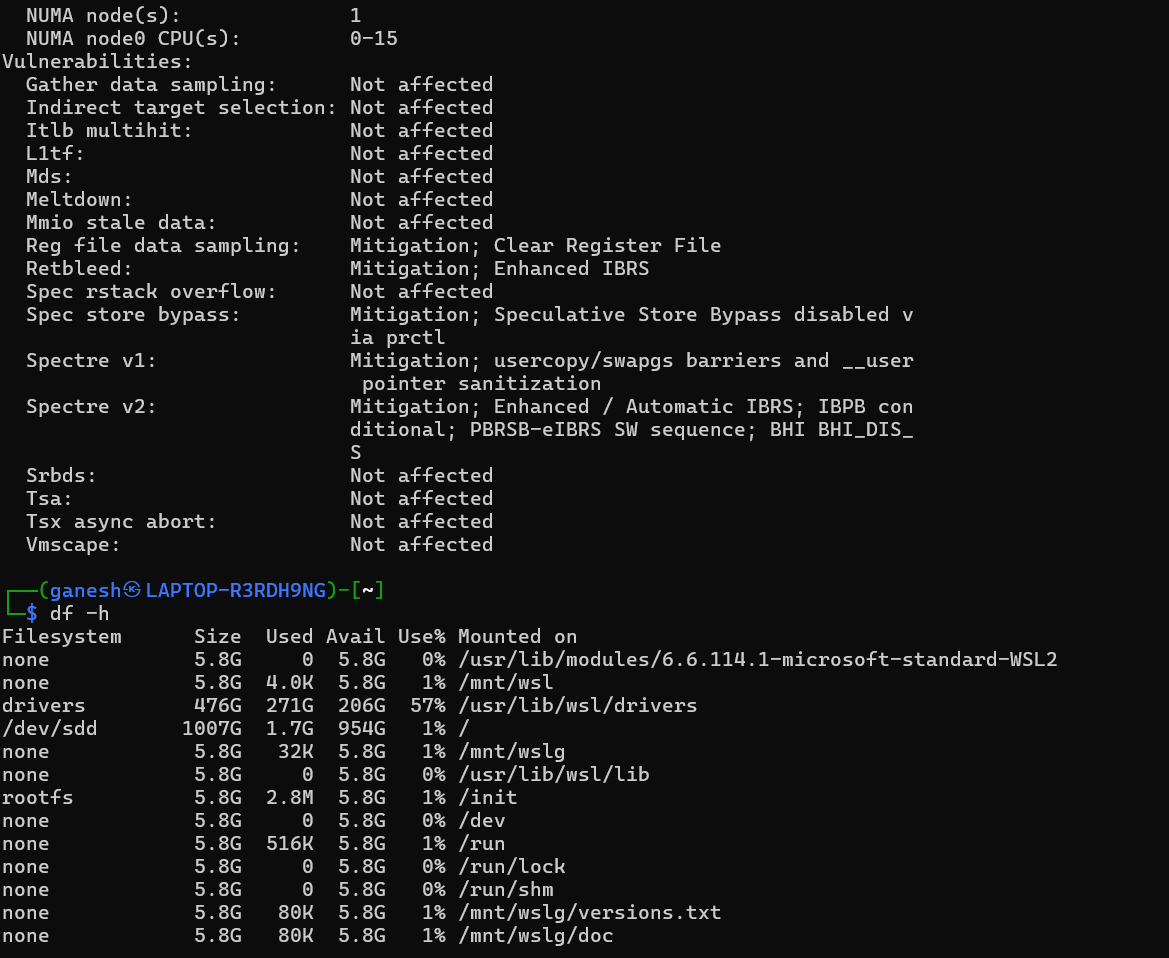 NUMA node(s):              1
  NUMA node0 CPU(s):         0-15
Vulnerabilities:
  Gather data sampling:      Not affected
  Indirect target selection: Not affected
  Itlb multihit:             Not affected
  L1tf:                      Not affected
  Mds:                       Not affected
  Meltdown:                  Not affected
  Mmio stale data:           Not affected
  Reg file data sampling:    Mitigation; Clear Register File
  Retbleed:                  Mitigation; Enhanced IBRS
  Spec rstack overflow:      Not affected
  Spec store bypass:         Mitigation; Speculative Store Bypass disabled v
                             ia prctl
  Spectre v1:                Mitigation; usercopy/swapgs barriers and __user
                              pointer sanitization
  Spectre v2:                Mitigation; Enhanced / Automatic IBRS; IBPB con
                             ditional; PBRSB-eIBRS SW sequence; BHI BHI_DIS_
                             S
  Srbds:                     Not affected
  Tsa:                       Not affected
  Tsx async abort:           Not affected
  Vmscape:                   Not affected

┌──(ganesh㉿LAPTOP-R3RDH9NG)-[~]
└─$ df -h
Filesystem      Size  Used Avail Use% Mounted on
none            5.8G     0  5.8G   0% /usr/lib/modules/6.6.114.1-microsoft-standard-WSL2
none            5.8G  4.0K  5.8G   1% /mnt/wsl
drivers         476G  271G  206G  57% /usr/lib/wsl/drivers
/dev/sdd       1007G  1.7G  954G   1% /
none            5.8G   32K  5.8G   1% /mnt/wslg
none            5.8G     0  5.8G   0% /usr/lib/wsl/lib
rootfs          5.8G  2.8M  5.8G   1% /init
none            5.8G     0  5.8G   0% /dev
none            5.8G  516K  5.8G   1% /run
none            5.8G     0  5.8G   0% /run/lock
none            5.8G     0  5.8G   0% /run/shm
none            5.8G   80K  5.8G   1% /mnt/wslg/versions.txt
none            5.8G   80K  5.8G   1% /mnt/wslg/doc